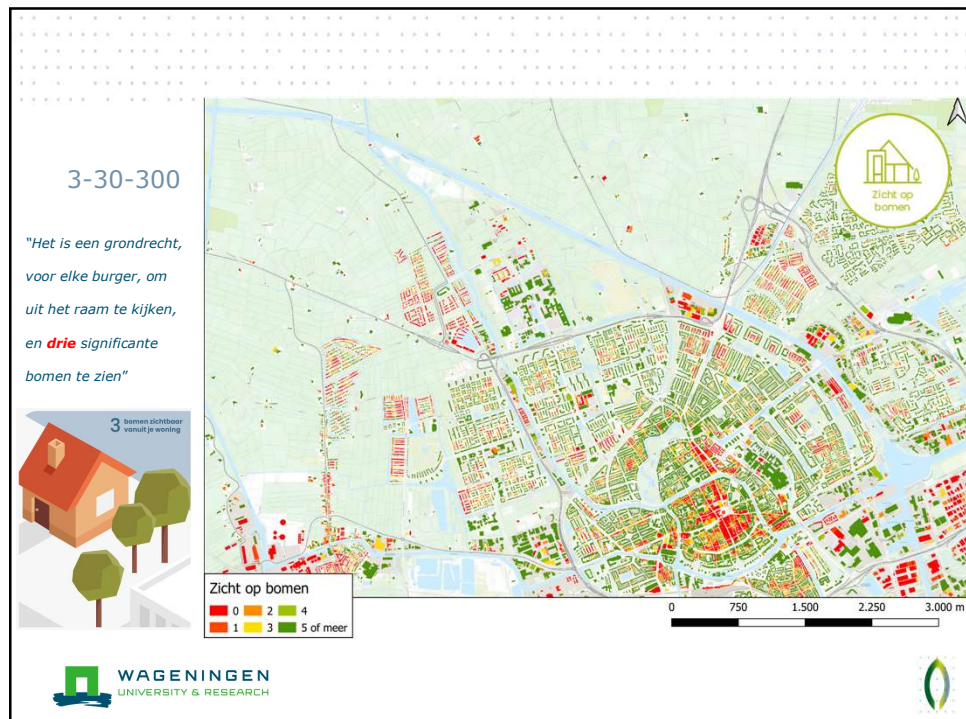 3-30-300
“Het is een grondrecht,
voor elke burger, om
uit het raam te kijken,
en drie significante
bomen te zien”
3 bomen zichtbaar
vanuit je woning
Zicht op
bomen
Zicht op bomen
0 2 4
1 3 5 of meer
0 750 1.500 2.250 3.000 m
WAGENINGEN
UNIVERSITY & RESEARCH